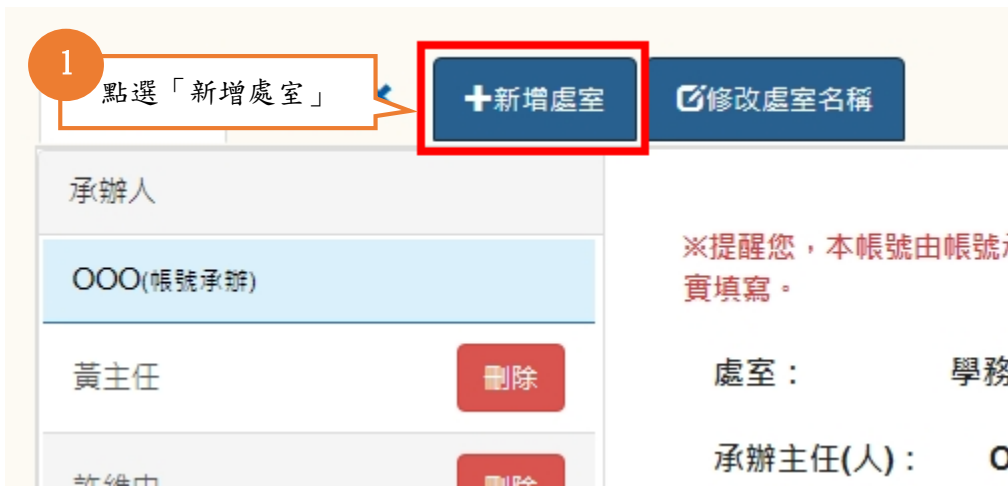 1
點選「新增處室」
新增處室
修改處室名稱
承辦人
OOO(帳號承辦)
※提醒您，本帳號由帳號
實填寫。
黃主任
刪除
處室：
學務
承辦主任(人)：
刪除